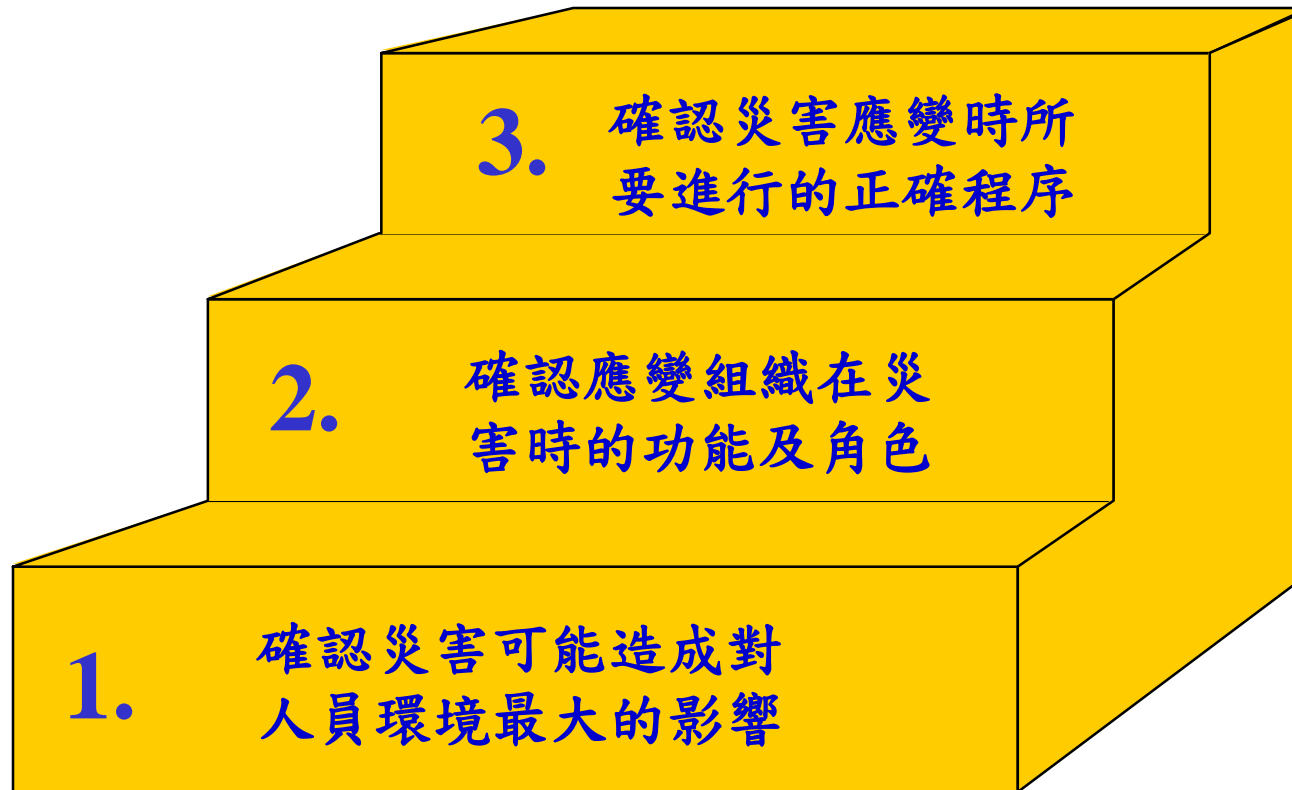 3. 確認災害應變時所
要進行的正確程序
2. 確認應變組織在災
害時的功能及角色
1. 確認災害可能造成對
人員環境最大的影響